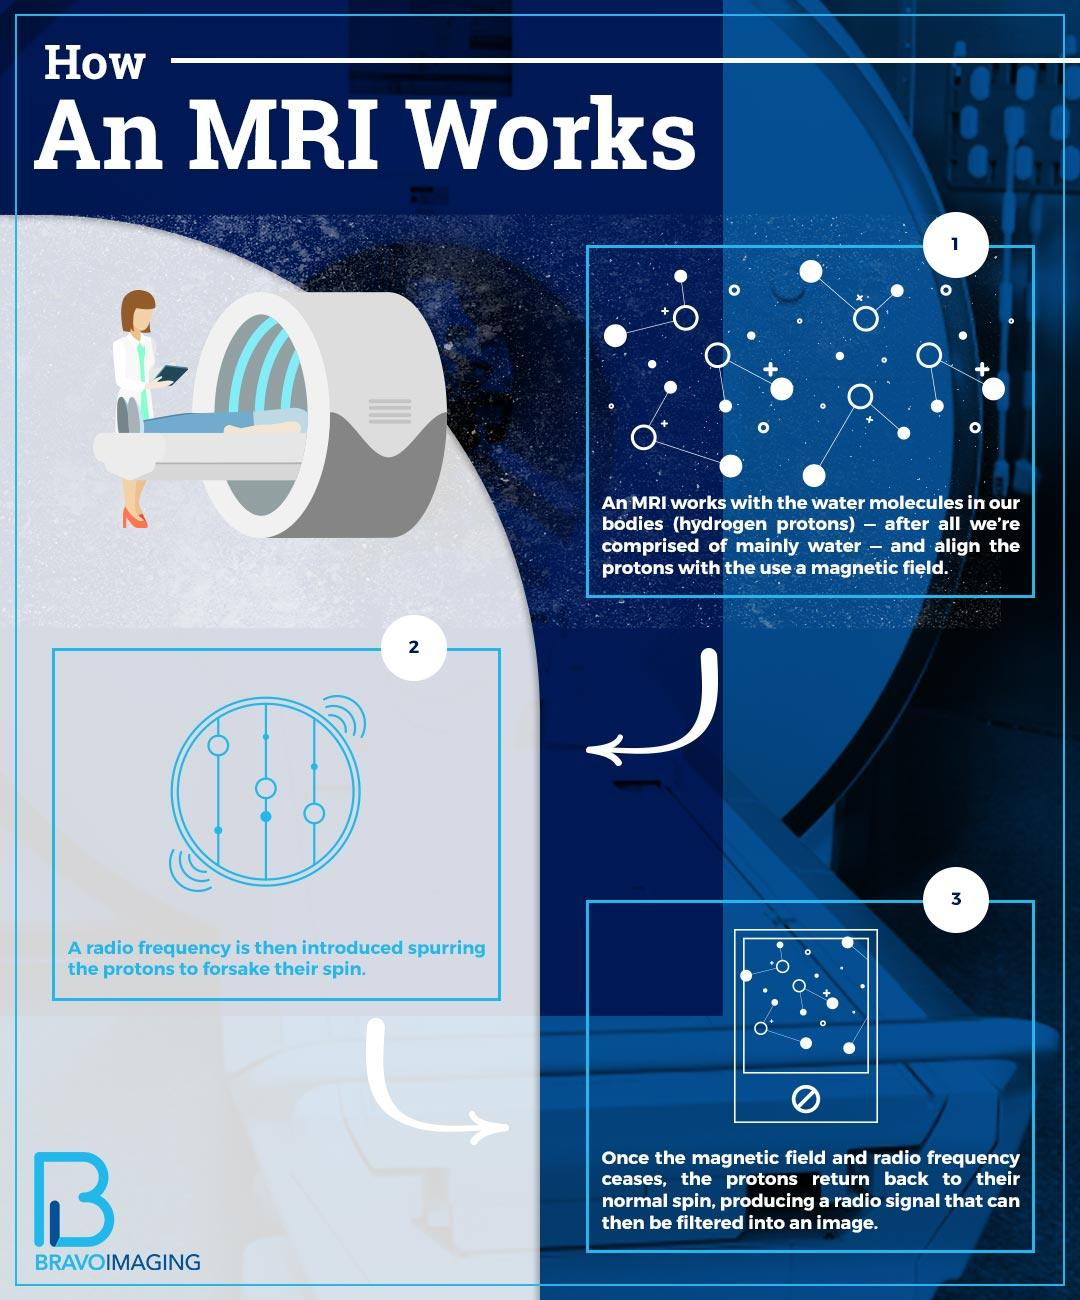 How
An MRI Works
1
An MRI works with the water molecules in our
bodies (hydrogen protons) — after all we’re
comprised of mainly water — and align the
protons with the use a magnetic field.
2
A radio frequency is then introduced spurring
the protons to forsake their spin.
3
Once the magnetic field and radio frequency
ceases, the protons return back to their
normal spin, producing a radio signal that can
then be filtered into an image.
BRAVOIMAGING